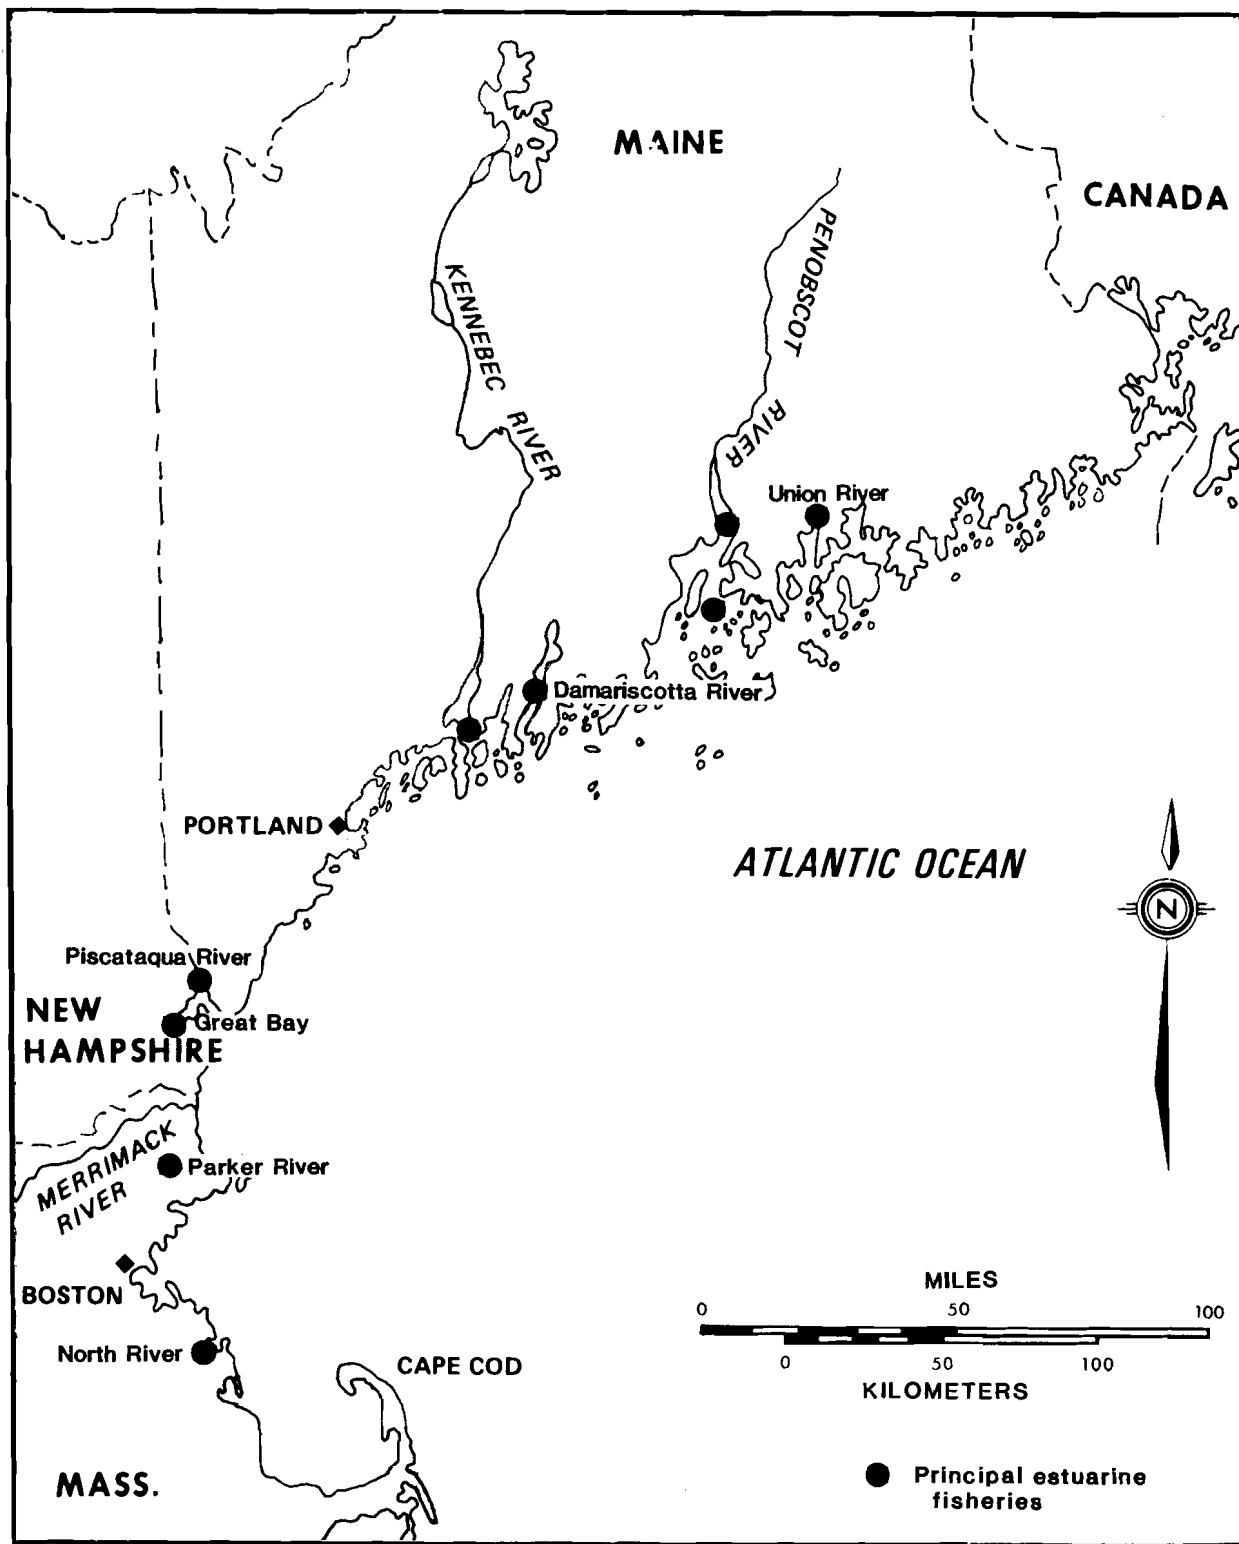 MAINE
CANADA
KENNEBEC RIVER
PENOBSCOT
RIVER
Union River
Damariscotta River
PORTLAND
ATLANTIC OCEAN
N
Piscataqua River
NEW
HAMPSHIRE
Great Bay
MERRIMACK
RIVER
Parker River
BOSTON
North River
CAPE COD
MASS.
MILES
0 50 100
0 50 100
KILOMETERS
Principal estuarine
fisheries